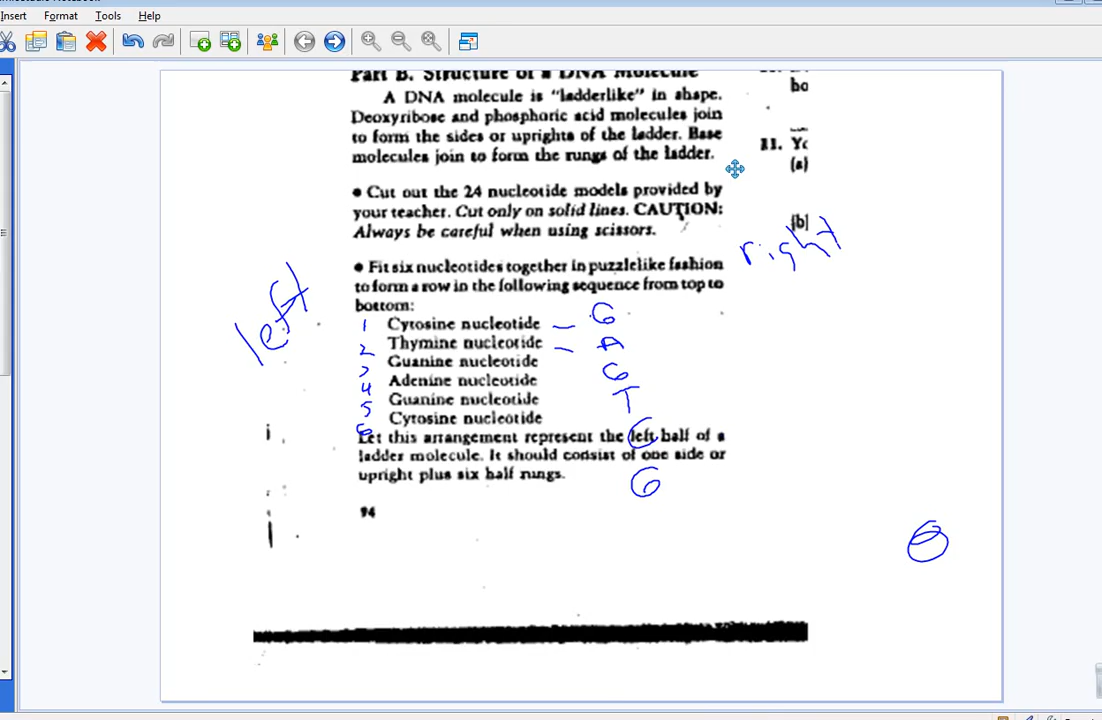 Insert Format Tools Help
Part B. Structure of a DNA Molecule
A DNA molecule is "ladderlike" in shape.
Deoxyribose and phosphoric acid molecules join
to form the sides or uprights of the ladder. Base
molecules join to form the rungs of the ladder.
• Cut out the 24 nucleotide models provided by
your teacher. Cut only on solid lines. CAUTION:
Always be careful when using scissors.
• Fit six nucleotides together in puzzlelike fashion
to form a row in the following sequence from top to
bottom:
1 Cytosine nucleotide — G
2 Thymine nucleotide — A
3 Guanine nucleotide C
4 Adenine nucleotide T
5 Guanine nucleotide C
6 Cytosine nucleotide G
Let this arrangement represent the left half of a
ladder molecule. It should consist of one side or
upright plus six half rungs.
94
left
right
bo
11. Yo
(a)
(b)